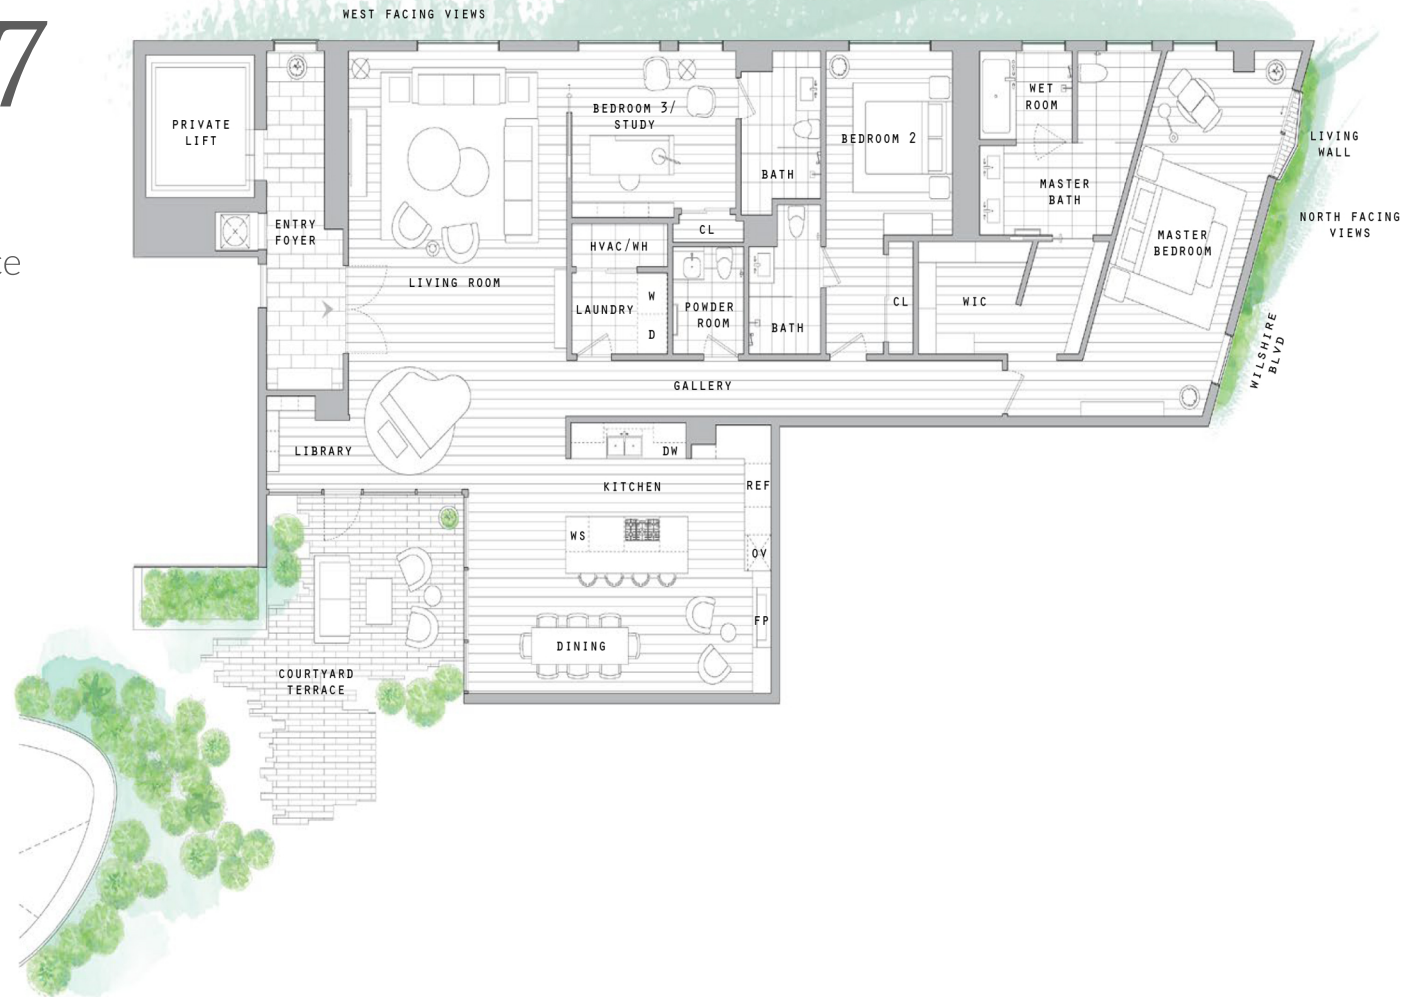 WEST FACING VIEWS
7
ce
PRIVATE
LIFT
ENTRY
FOYER
LIVING ROOM
BEDROOM 3/
STUDY
BATH
CL
HVAC/WH
LAUNDRY
W
D
POWDER
ROOM
BATH
BEDROOM 2
CL
WET
ROOM
MASTER
BATH
WIC
MASTER
BEDROOM
LIVING
WALL
NORTH FACING
VIEWS
WILSHIRE
BLVD
GALLERY
LIBRARY
DW
KITCHEN
REF
WS
OV
FP
DINING
COURTYARD
TERRACE